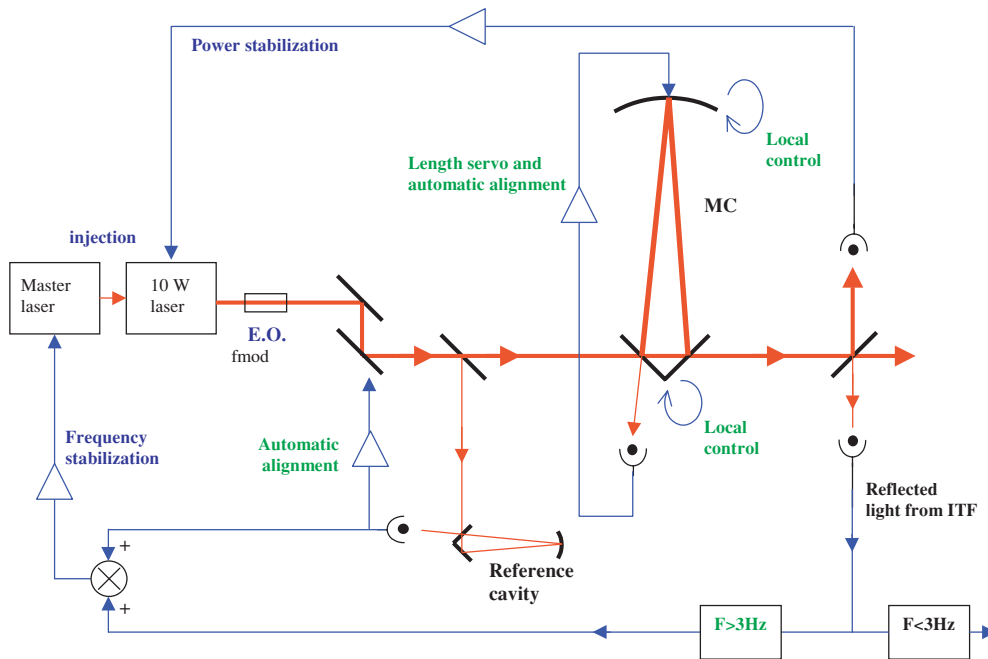 Power stabilization
Local
control
Length servo and
automatic alignment
MC
injection
Master
laser
10 W
laser
E.O.
fmod
Frequency
stabilization
Automatic
alignment
Local
control
Reflected
light from ITF
Reference
cavity
+
+
F>3Hz
F<3Hz